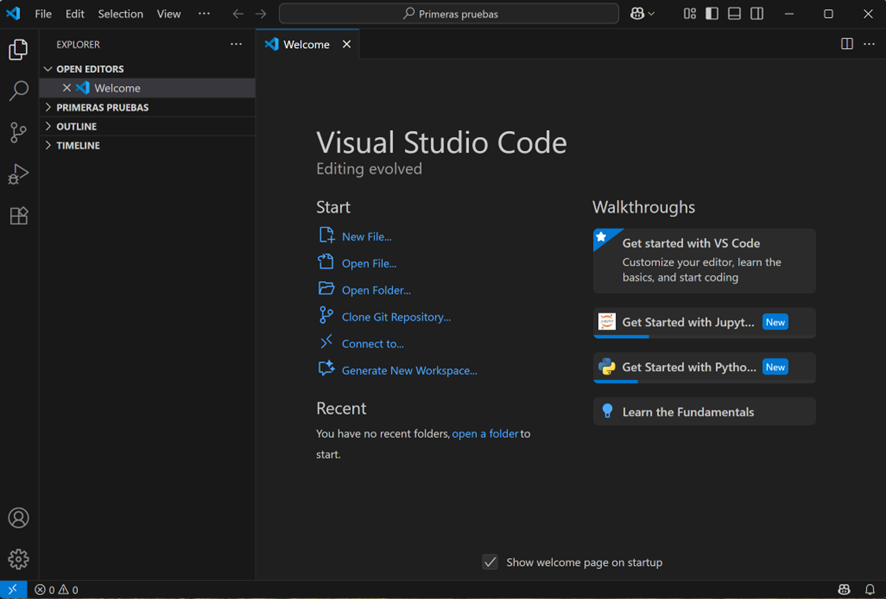 File Edit Selection View ··· Primeras pruebas
EXPLORER ···
Welcome
OPEN EDITORS
Welcome
PRIMERAS PRUEBAS
OUTLINE
TIMELINE
Visual Studio Code
Editing evolved
Start
New File...
Open File...
Open Folder...
Clone Git Repository...
Connect to...
Generate New Workspace...
Recent
You have no recent folders, open a folder to
start.
Walkthroughs
Get started with VS Code
Customize your editor, learn the
basics, and start coding
Get Started with Jupyt... New
Get Started with Pytho... New
Learn the Fundamentals
Show welcome page on startup
0 0